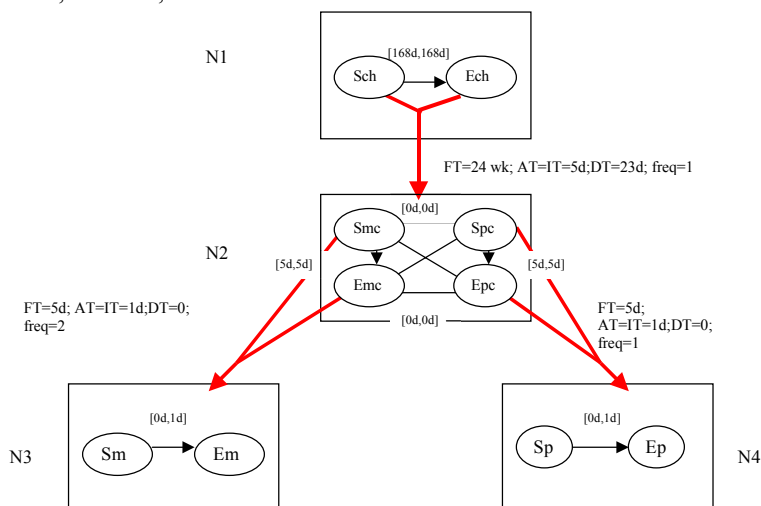 [168d,168d]
N1
Sch
Ech
FT=24 wk; AT=IT=5d;DT=23d; freq=1
[0d,0d]
Smc
Spc
N2
[5d,5d]
[5d,5d]
Emc
Epc
FT=5d; AT=IT=1d;DT=0;
freq=2
[0d,0d]
FT=5d;
AT=IT=1d;DT=0;
freq=1
[0d,1d]
[0d,1d]
N3
Sm
Em
Sp
Ep
N4